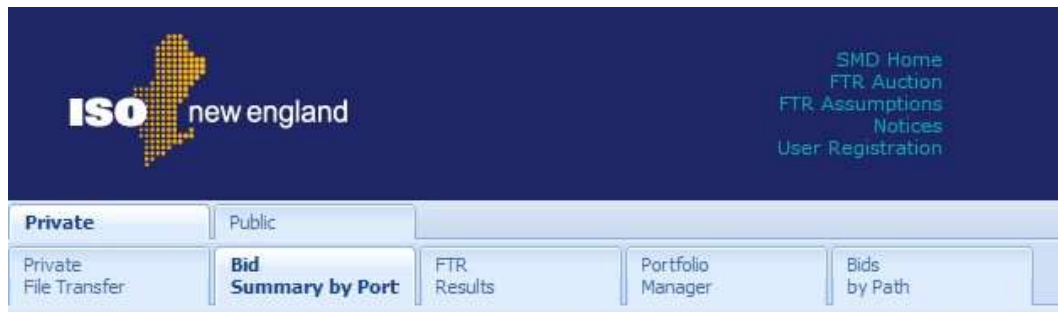 SMD Home
FTR Auction
ISO new england
FTR Assumptions
Notices
User Registration
Private
Public
Private
File Transfer
Bid
Summary by Port
FTR
Results
Portfolio
Manager
Bids
by Path